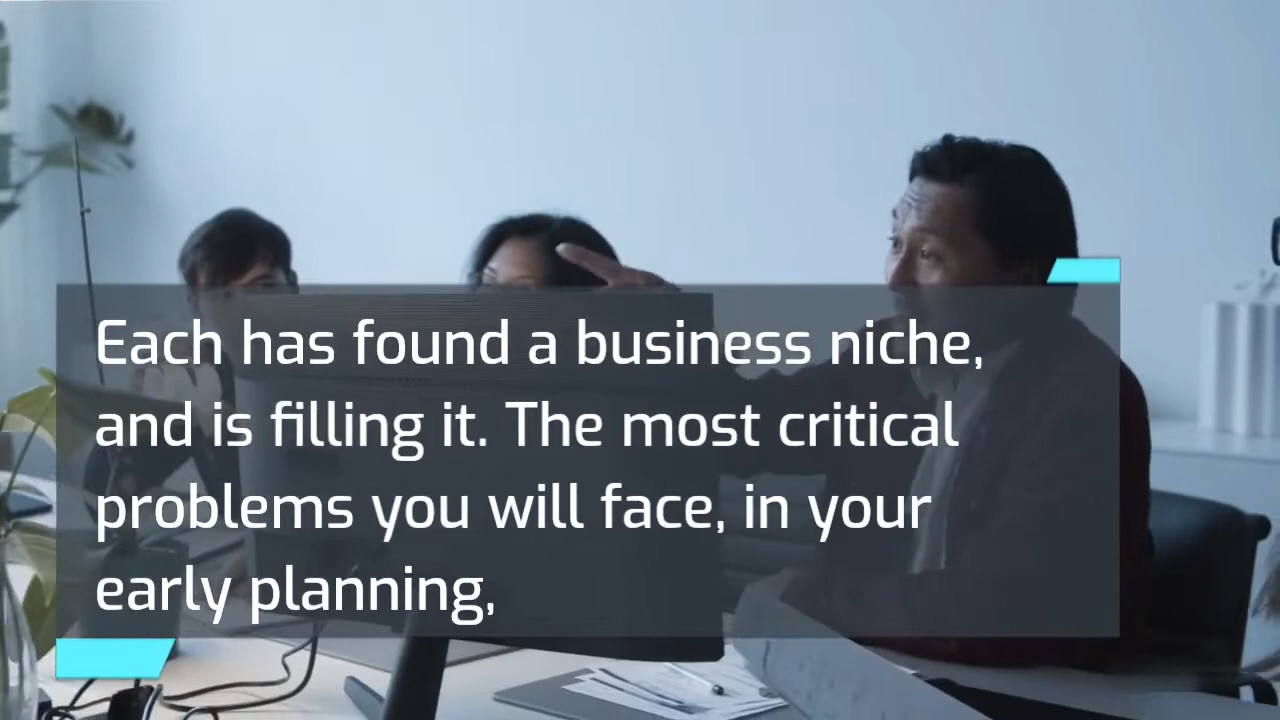 Each has found a business niche,
and is filling it. The most critical
problems you will face, in your
early planning,